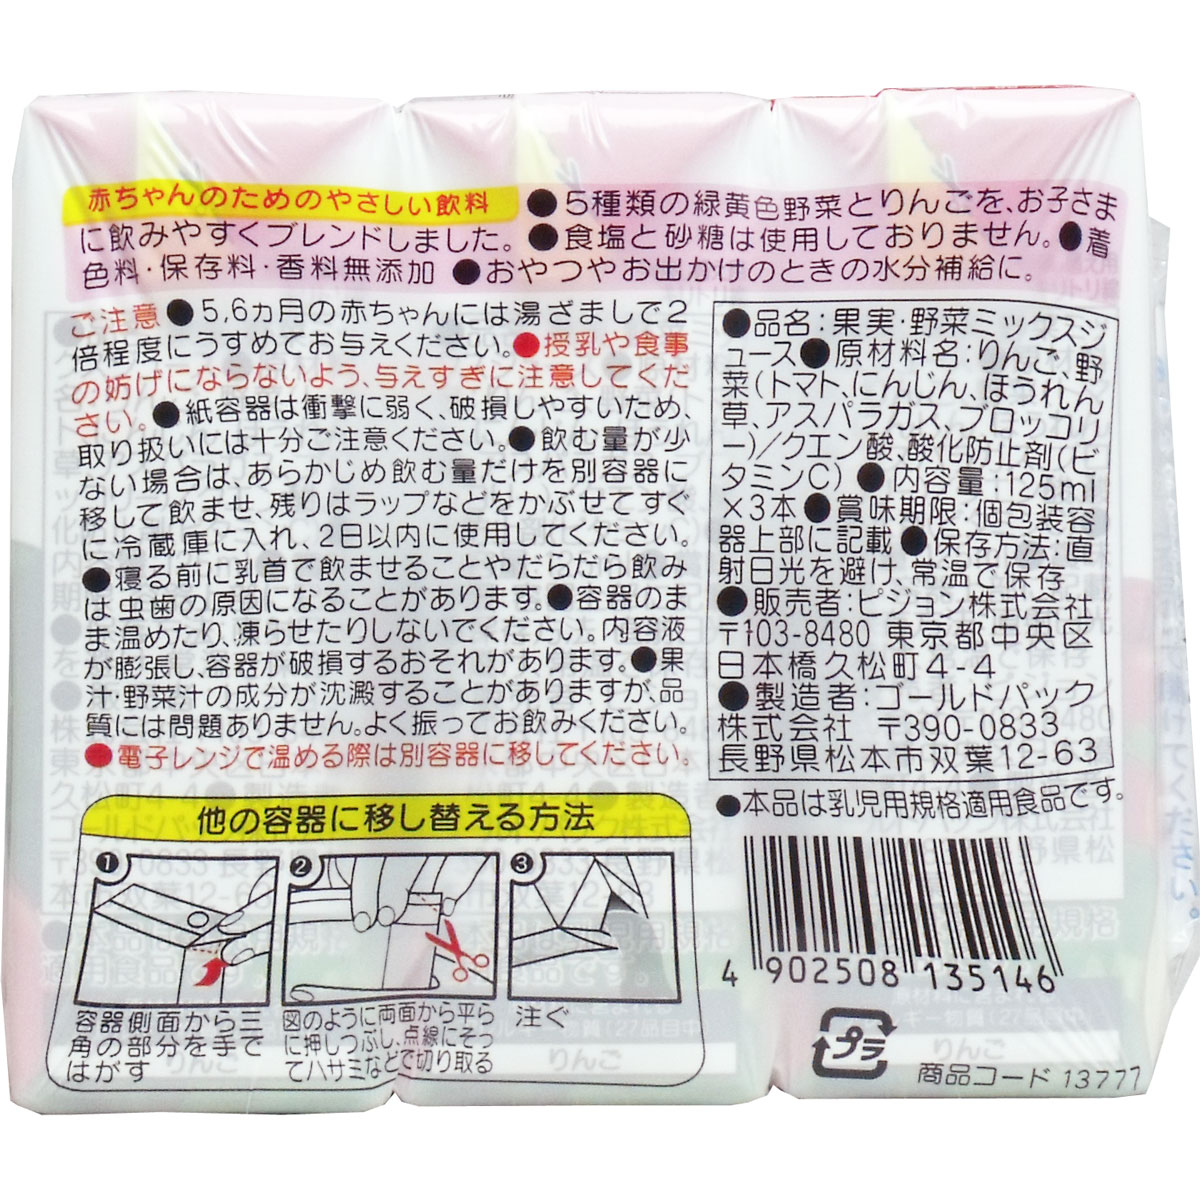 赤ちゃんのためのやさしい飲料 ●5種類の緑黄色野菜とりんごを、お子さま
に飲みやすくブレンドしました。●食塩と砂糖は使用しておりません。●着
色料・保存料・香料無添加 ●おやつやお出かけのときの水分補給に。
ご注意 ●5,6ヵ月の赤ちゃんには湯ざましで2
倍程度にうすめてお与えください。●授乳や食事
の妨げにならないよう、与えすぎに注意してくだ
さい。●紙容器は衝撃に弱く、破損しやすいため、
取り扱いには十分ご注意ください。●飲む量が少
ない場合は、あらかじめ飲む量だけを別容器に
移して飲ませ、残りはラップなどをかぶせてすぐ
に冷蔵庫に入れ、2日以内に使用してください。
●寝る前に乳首で飲ませることやだらだら飲み
は虫歯の原因になることがあります。●容器のま
ま温めたり、凍らせたりしないでください。内容液
が膨張し、容器が破損するおそれがあります。●果
汁・野菜汁の成分が沈澱することがありますが、品
質には問題ありません。よく振ってお飲みください。
●電子レンジで温める際は別容器に移してください。
●品名:果実・野菜ミックスジ
ュース●原材料名:りんご、野
菜(トマト、にんじん、ほうれん
草、アスパラガス、ブロッコリ
ー)/クエン酸、酸化防止剤(ビ
タミンC)●内容量:125ml
×3本●賞味期限:個包装容
器上部に記載●保存方法:直
射日光を避け、常温で保存
●販売者:ピジョン株式会社
〒103-8480 東京都中央区
日本橋久松町4-4
●製造者:ゴールドパック
株式会社 〒390-0833
長野県松本市双葉12-63
●本品は乳児用規格適用食品です。
他の容器に移し替える方法
1
2
3
容器側面から三
角の部分を手で
はがす
図のように両面から平ら
に押しつぶし、点線にそっ
てハサミなどで切り取る
注ぐ
4 902508 135146
プラ
商品コード 13777